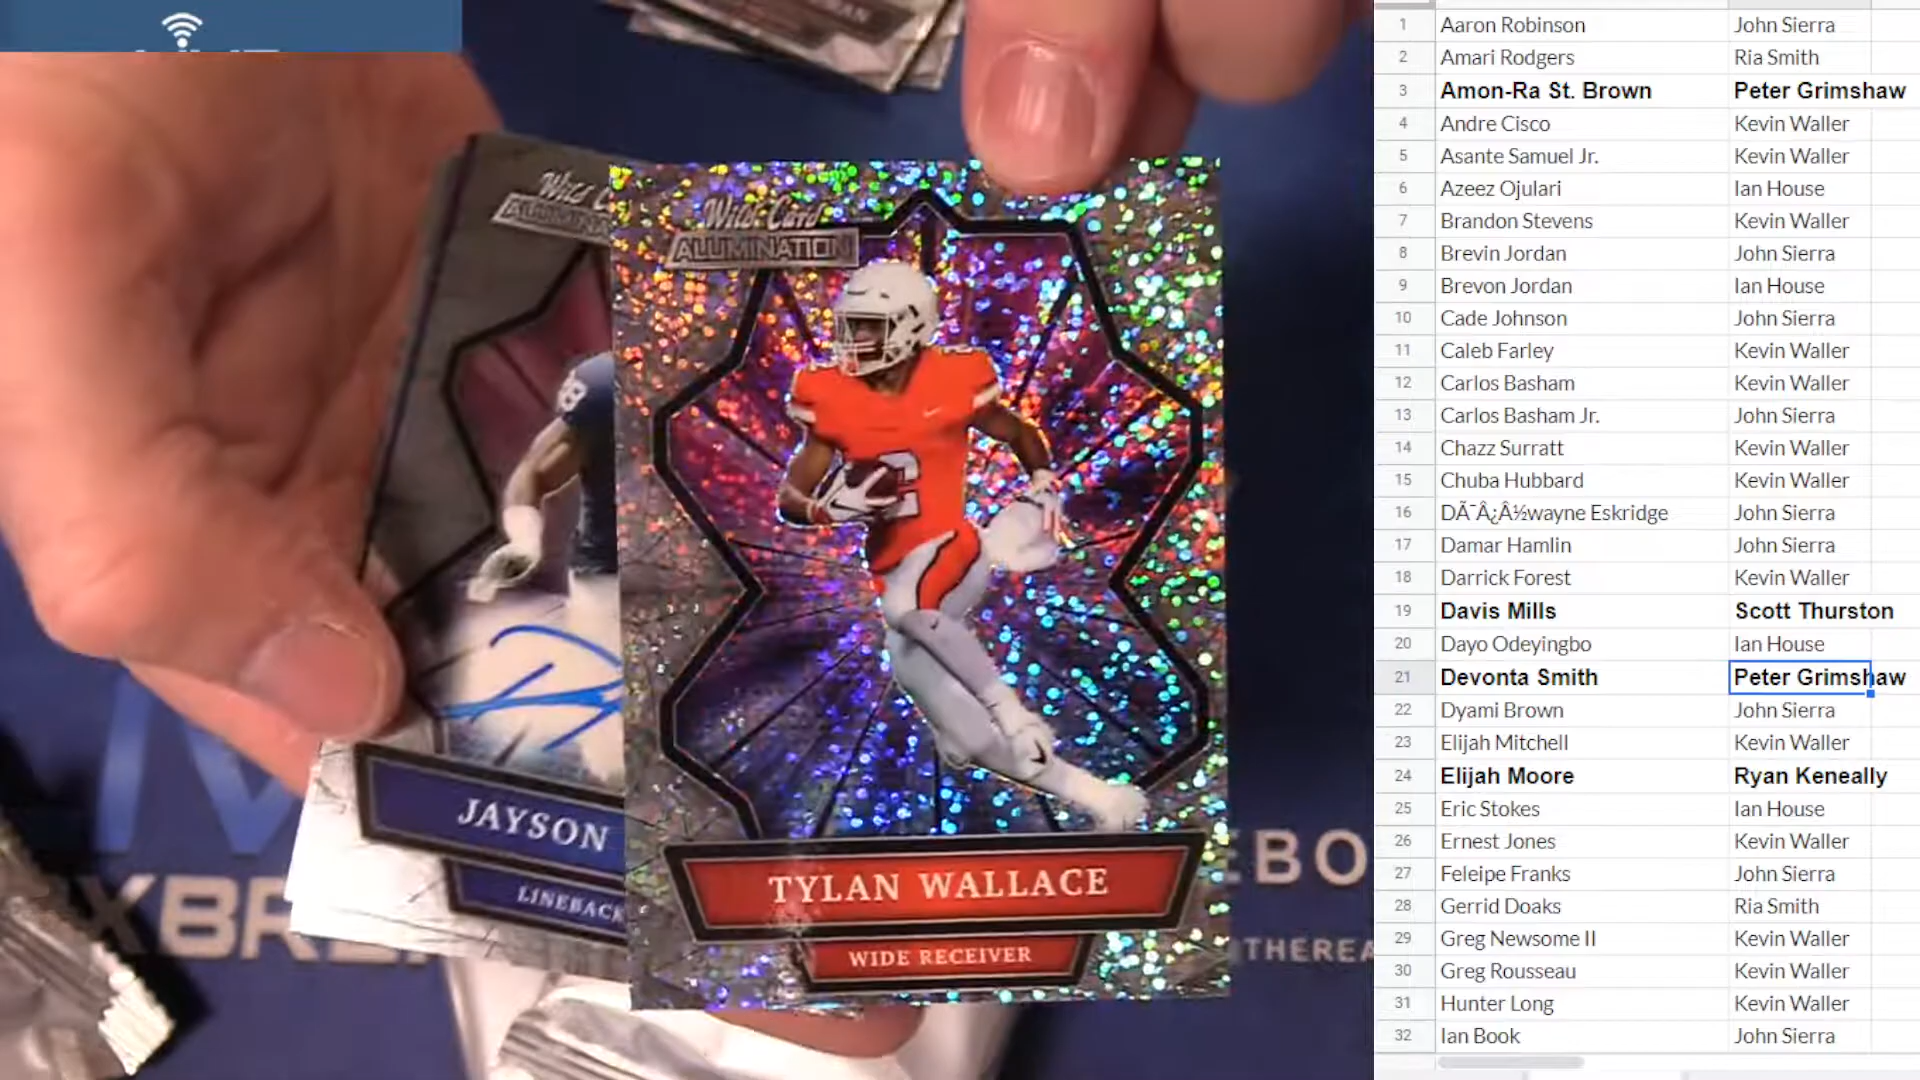 Wild Card
ALLUMINATION
TYLAN WALLACE
WIDE RECEIVER
JAYSON
1 Aaron Robinson John Sierra
2 Amari Rodgers Ria Smith
3 Amon-Ra St. Brown Peter Grimshaw
4 Andre Cisco Kevin Waller
5 Asante Samuel Jr. Kevin Waller
6 Azeez Ojulari Ian House
7 Brandon Stevens Kevin Waller
8 Brevin Jordan John Sierra
9 Brevon Jordan Ian House
10 Cade Johnson John Sierra
11 Caleb Farley Kevin Waller
12 Carlos Basham Kevin Waller
13 Carlos Basham Jr. John Sierra
14 Chazz Surratt Kevin Waller
15 Chuba Hubbard Kevin Waller
16 DÃ¯Â¿Â½wayne Eskridge John Sierra
17 Damar Hamlin John Sierra
18 Darrick Forest Kevin Waller
19 Davis Mills Scott Thurston
20 Dayo Odeyingbo Ian House
21 Devonta Smith Peter Grimshaw
22 Dyami Brown John Sierra
23 Elijah Mitchell Kevin Waller
24 Elijah Moore Ryan Keneally
25 Eric Stokes Ian House
26 Ernest Jones Kevin Waller
27 Feleipe Franks John Sierra
28 Gerrid Doaks Ria Smith
29 Greg Newsome II Kevin Waller
30 Greg Rousseau Kevin Waller
31 Hunter Long Kevin Waller
32 Ian Book John Sierra